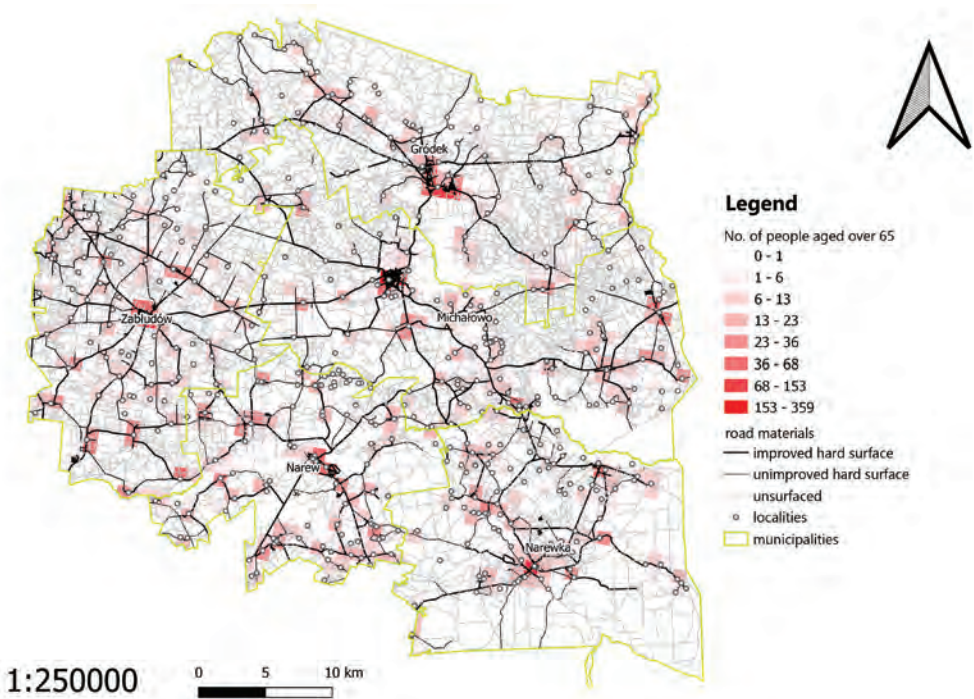 Gródek
Zabłudów
Michałowo
Narew
Narewka
Legend
No. of people aged over 65
0 - 1
1 - 6
6 - 13
13 - 23
23 - 36
36 - 68
68 - 153
153 - 359
road materials
improved hard surface
unimproved hard surface
unsurfaced
localities
municipalities
1:250000
0 5 10 km